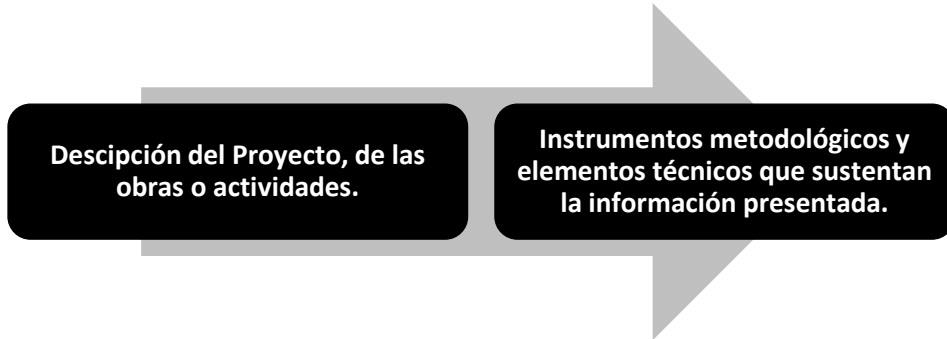 Descipción del Proyecto, de las
obras o actividades.
Instrumentos metodológicos y
elementos técnicos que sustentan
la información presentada.